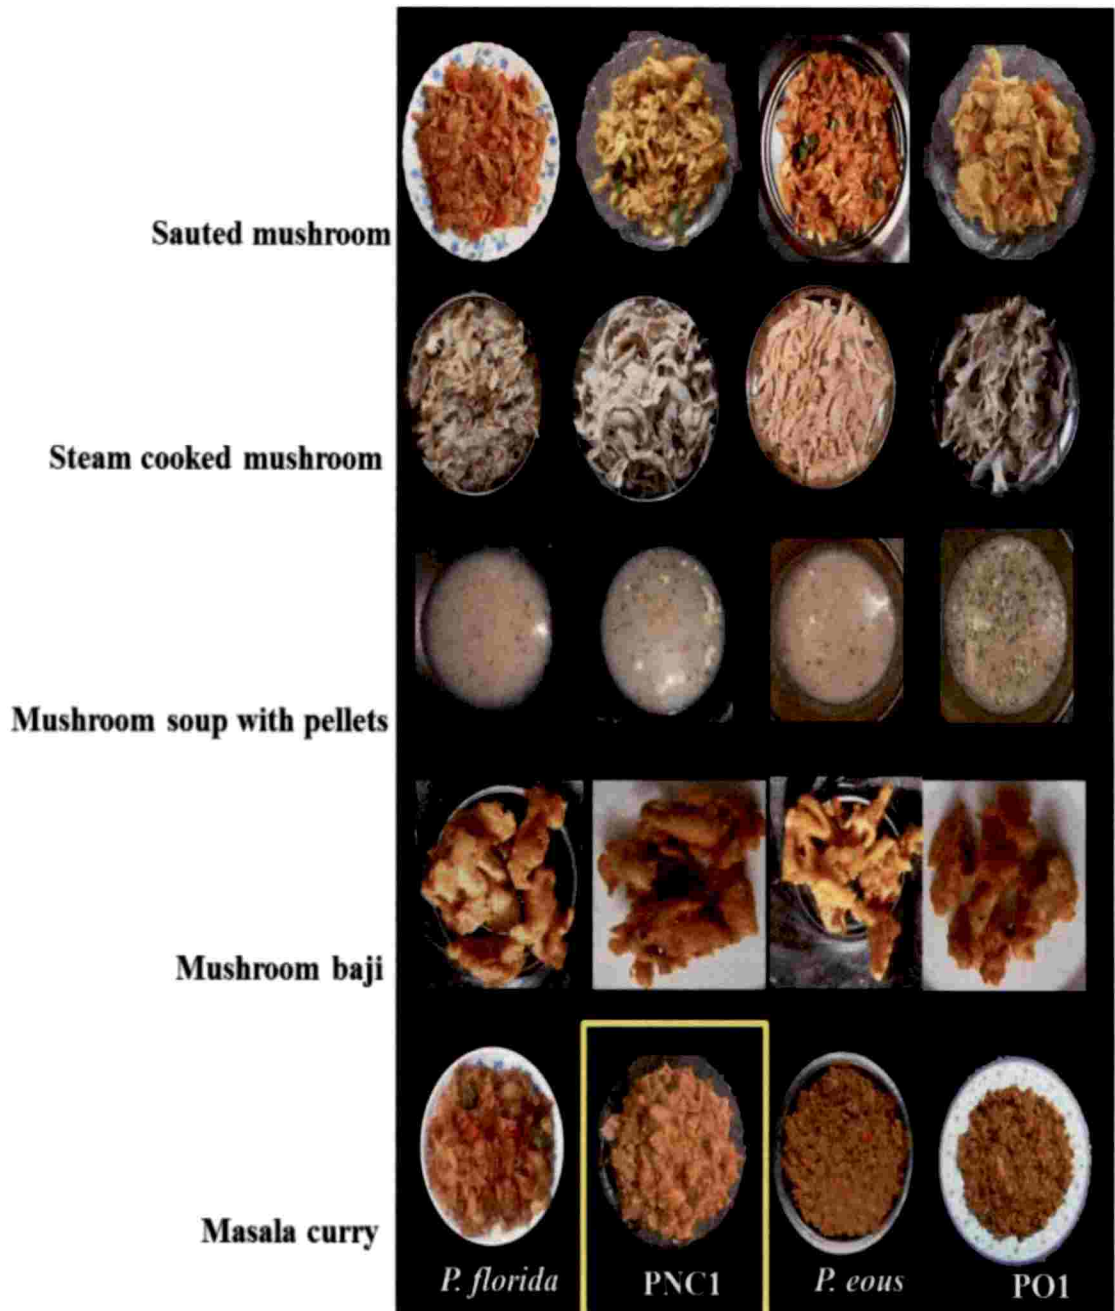 Sauted mushroom
Steam cooked mushroom
Mushroom soup with pellets
Mushroom baji
Masala curry
P. florida PNC1 P. eous PO1